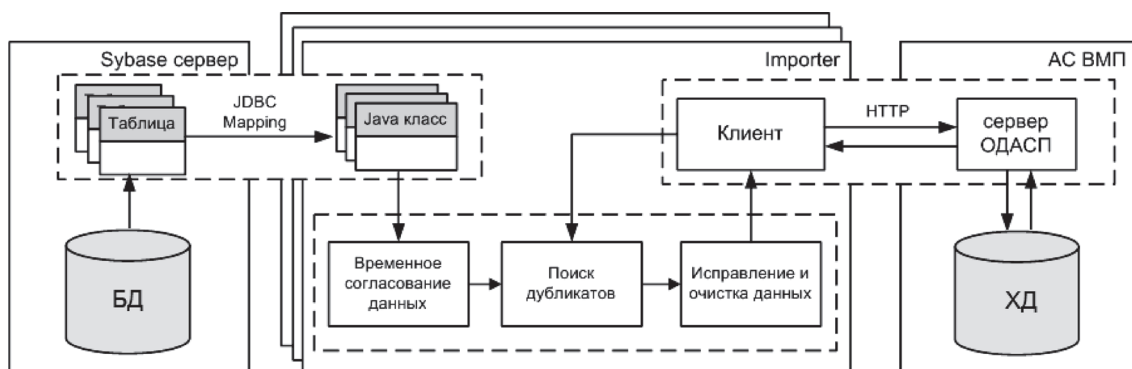 Sybase сервер
Importer
АС ВМП
Таблица
JDBC
Mapping
Java класс
Клиент
HTTP
сервер
ОДАСП
Временное
согласование
данных
Поиск
дубликатов
Исправление и
очистка данных
БД
ХД